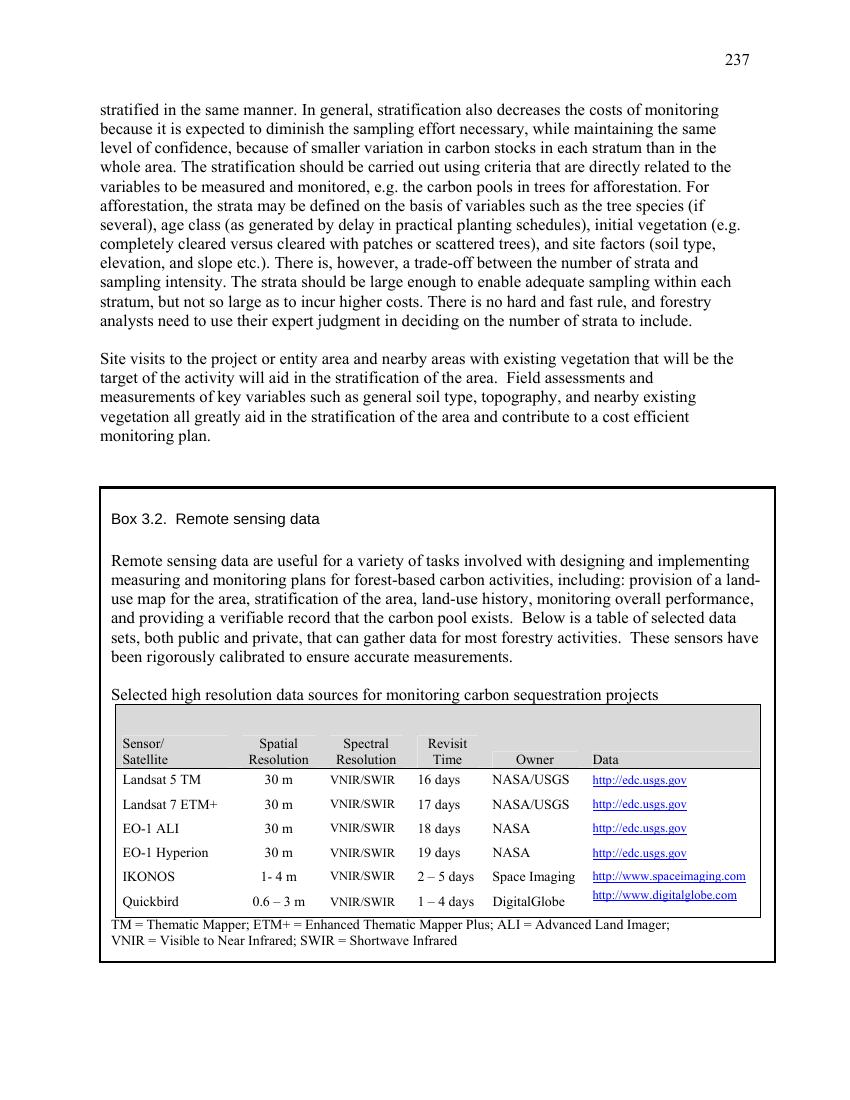 237
stratified in the same manner. In general, stratification also decreases the costs of monitoring
because it is expected to diminish the sampling effort necessary, while maintaining the same
level of confidence, because of smaller variation in carbon stocks in each stratum than in the
whole area. The stratification should be carried out using criteria that are directly related to the
variables to be measured and monitored, e.g. the carbon pools in trees for afforestation. For
afforestation, the strata may be defined on the basis of variables such as the tree species (if
several), age class (as generated by delay in practical planting schedules), initial vegetation (e.g.
completely cleared versus cleared with patches or scattered trees), and site factors (soil type,
elevation, and slope etc.). There is, however, a trade-off between the number of strata and
sampling intensity. The strata should be large enough to enable adequate sampling within each
stratum, but not so large as to incur higher costs. There is no hard and fast rule, and forestry
analysts need to use their expert judgment in deciding on the number of strata to include.
Site visits to the project or entity area and nearby areas with existing vegetation that will be the
target of the activity will aid in the stratification of the area. Field assessments and
measurements of key variables such as general soil type, topography, and nearby existing
vegetation all greatly aid in the stratification of the area and contribute to a cost efficient
monitoring plan.
Box 3.2. Remote sensing data
Remote sensing data are useful for a variety of tasks involved with designing and implementing
measuring and monitoring plans for forest-based carbon activities, including: provision of a land-
use map for the area, stratification of the area, land-use history, monitoring overall performance,
and providing a verifiable record that the carbon pool exists. Below is a table of selected data
sets, both public and private, that can gather data for most forestry activities. These sensors have
been rigorously calibrated to ensure accurate measurements.
Selected high resolution data sources for monitoring carbon sequestration projects
Sensor/ Spatial Spectral Revisit
Satellite Resolution Resolution Time Owner Data
Landsat 5 TM 30 m VNIR/SWIR 16 days NASA/USGS http://edc.usgs.gov
Landsat 7 ETM+ 30 m VNIR/SWIR 17 days NASA/USGS http://edc.usgs.gov
EO-1 ALI 30 m VNIR/SWIR 18 days NASA http://edc.usgs.gov
EO-1 Hyperion 30 m VNIR/SWIR 19 days NASA http://edc.usgs.gov
IKONOS 1- 4 m VNIR/SWIR 2 – 5 days Space Imaging http://www.spaceimaging.com
Quickbird 0.6 – 3 m VNIR/SWIR 1 – 4 days DigitalGlobe http://www.digitalglobe.com
TM = Thematic Mapper; ETM+ = Enhanced Thematic Mapper Plus; ALI = Advanced Land Imager;
VNIR = Visible to Near Infrared; SWIR = Shortwave Infrared